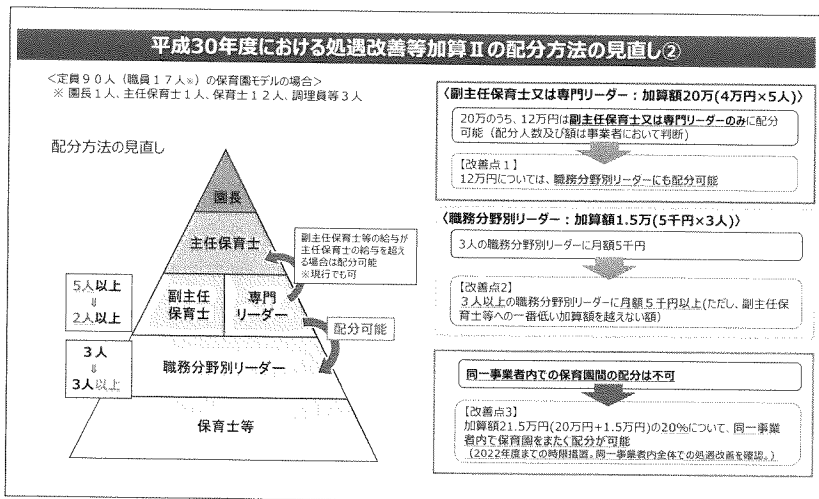 平成30年度における処遇改善等加算Ⅱの配分方法の見直し②
<定員90人(職員17人※)の保育園モデルの場合>
※ 園長1人、主任保育士1人、保育士12人、調理員等3人
配分方法の見直し
園長
主任保育士
副主任保育士等の給与が
主任保育士の給与を超え
る場合は配分可能
※現行でも可
5人以上
⇓
2人以上
副主任
保育士
専門
リーダー
配分可能
3人
⇓
3人以上
職務分野別リーダー
保育士等
〈副主任保育士又は専門リーダー:加算額20万(4万円×5人)〉
20万のうち、12万円は副主任保育士又は専門リーダーのみに配分
可能(配分人数及び額は事業者において判断)
【改善点1】
12万円については、職務分野別リーダーにも配分可能
〈職務分野別リーダー:加算額1.5万(5千円×3人)〉
3人の職務分野別リーダーに月額5千円
【改善点2】
3人以上の職務分野別リーダーに月額5千円以上(ただし、副主任保
育士等への一番低い加算額を越えない額)
同一事業者内での保育園間の配分は不可
【改善点3】
加算額21.5万円(20万円+1.5万円)の20%について、同一事業
者内で保育園をまたく配分が可能
(2022年度までの時限措置。同一事業者内全体での処遇改善を確認。)